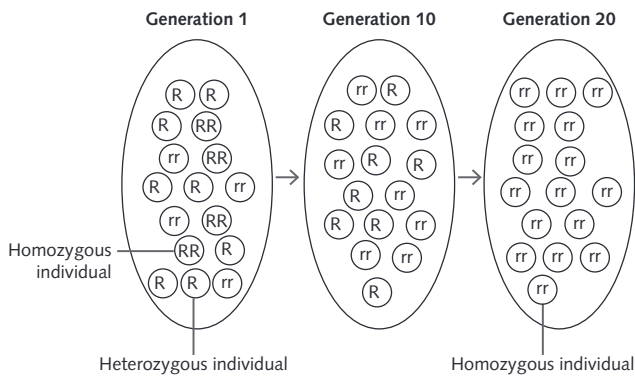 Generation 1 Generation 10 Generation 20
R R rr R rr rr rr
R RR R rr rr rr rr
rr RR rr R R rr rr
R R rr R rr rr rr rr
rr RR R R rr rr rr
Homozygous individual RR R rr rr rr rr rr
R R rr R rr
Heterozygous individual Homozygous individual